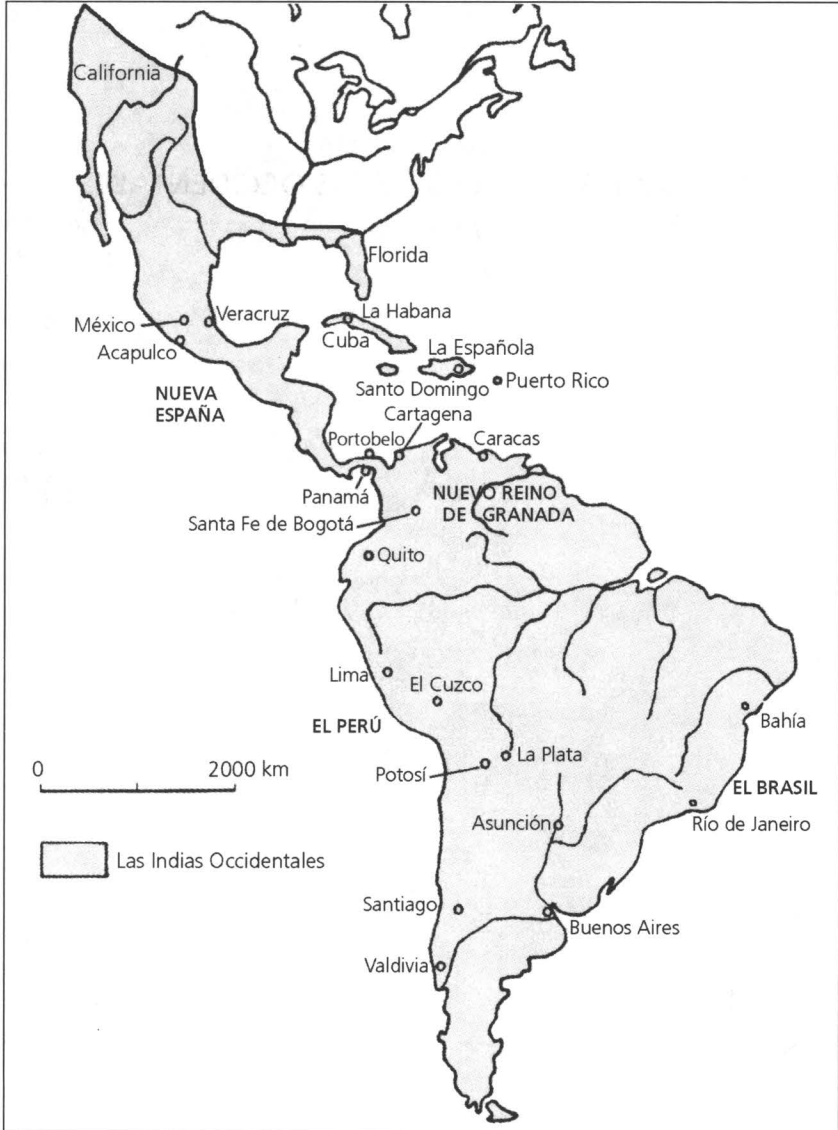 California
Florida
México
Veracruz
La Habana
Acapulco
Cuba
La Española
Santo Domingo
Puerto Rico
NUEVA
ESPAÑA
Cartagena
Portobelo
Caracas
Panamá
NUEVO REINO
DE GRANADA
Santa Fe de Bogotá
Quito
Lima
El Cuzco
EL PERÚ
Bahía
La Plata
0 2000 km
Potosí
EL BRASIL
Asunción
Río de Janeiro
Las Indias Occidentales
Santiago
Buenos Aires
Valdivia